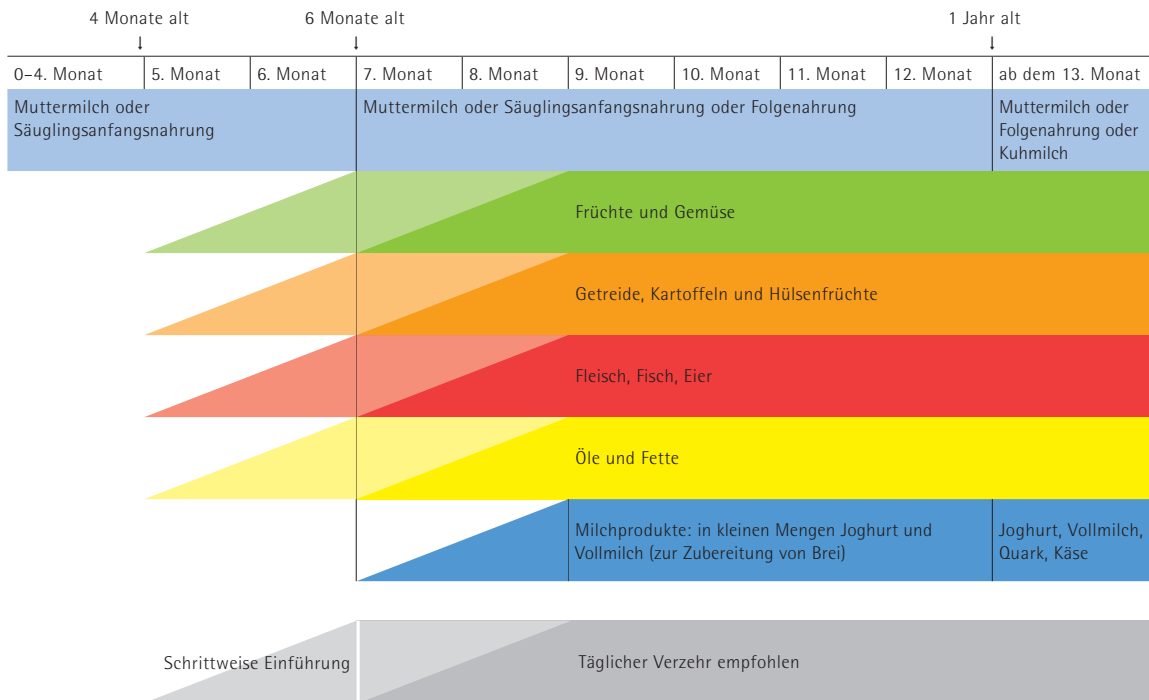 4 Monate alt
6 Monate alt
1 Jahr alt
0–4. Monat
5. Monat
6. Monat
7. Monat
8. Monat
9. Monat
10. Monat
11. Monat
12. Monat
ab dem 13. Monat
Muttermilch oder
Säuglingsanfangsnahrung
Muttermilch oder Säuglingsanfangsnahrung oder Folgenahrung
Muttermilch oder
Folgenahrung oder
Kuhmilch
Früchte und Gemüse
Getreide, Kartoffeln und Hülsenfrüchte
Fleisch, Fisch, Eier
Öle und Fette
Milchprodukte: in kleinen Mengen Joghurt und
Vollmilch (zur Zubereitung von Brei)
Joghurt, Vollmilch,
Quark, Käse
Schrittweise Einführung
Täglicher Verzehr empfohlen